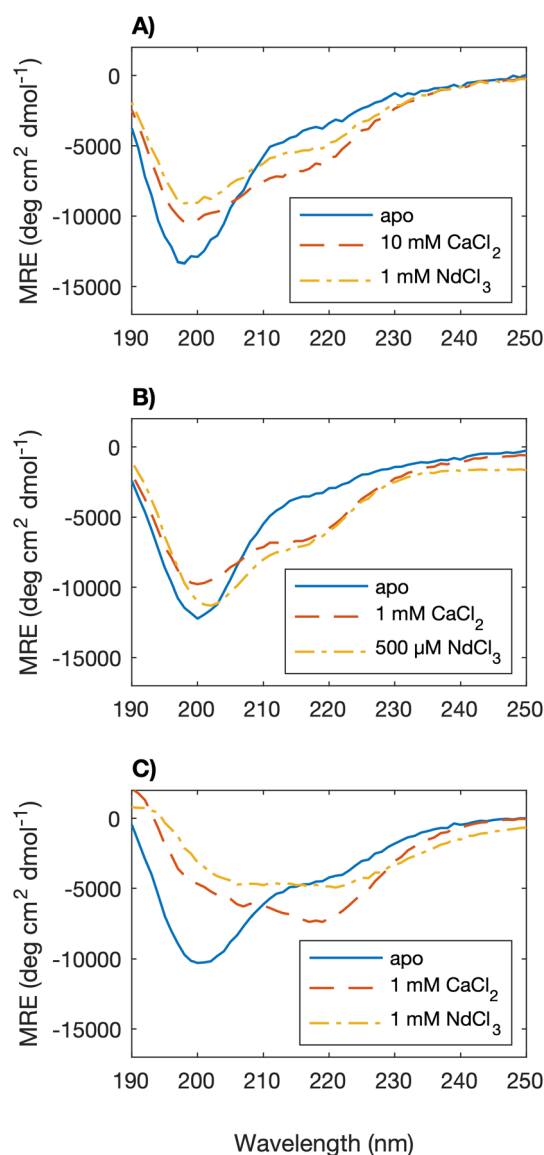 A)
0
-5000
-10000
-15000
MRE (deg cm² dmol⁻¹)
apo
10 mM CaCl₂
1 mM NdCl₃
190 200 210 220 230 240 250
B)
0
-5000
-10000
-15000
MRE (deg cm² dmol⁻¹)
apo
1 mM CaCl₂
500 µM NdCl₃
190 200 210 220 230 240 250
C)
0
-5000
-10000
-15000
MRE (deg cm² dmol⁻¹)
apo
1 mM CaCl₂
1 mM NdCl₃
190 200 210 220 230 240 250
Wavelength (nm)